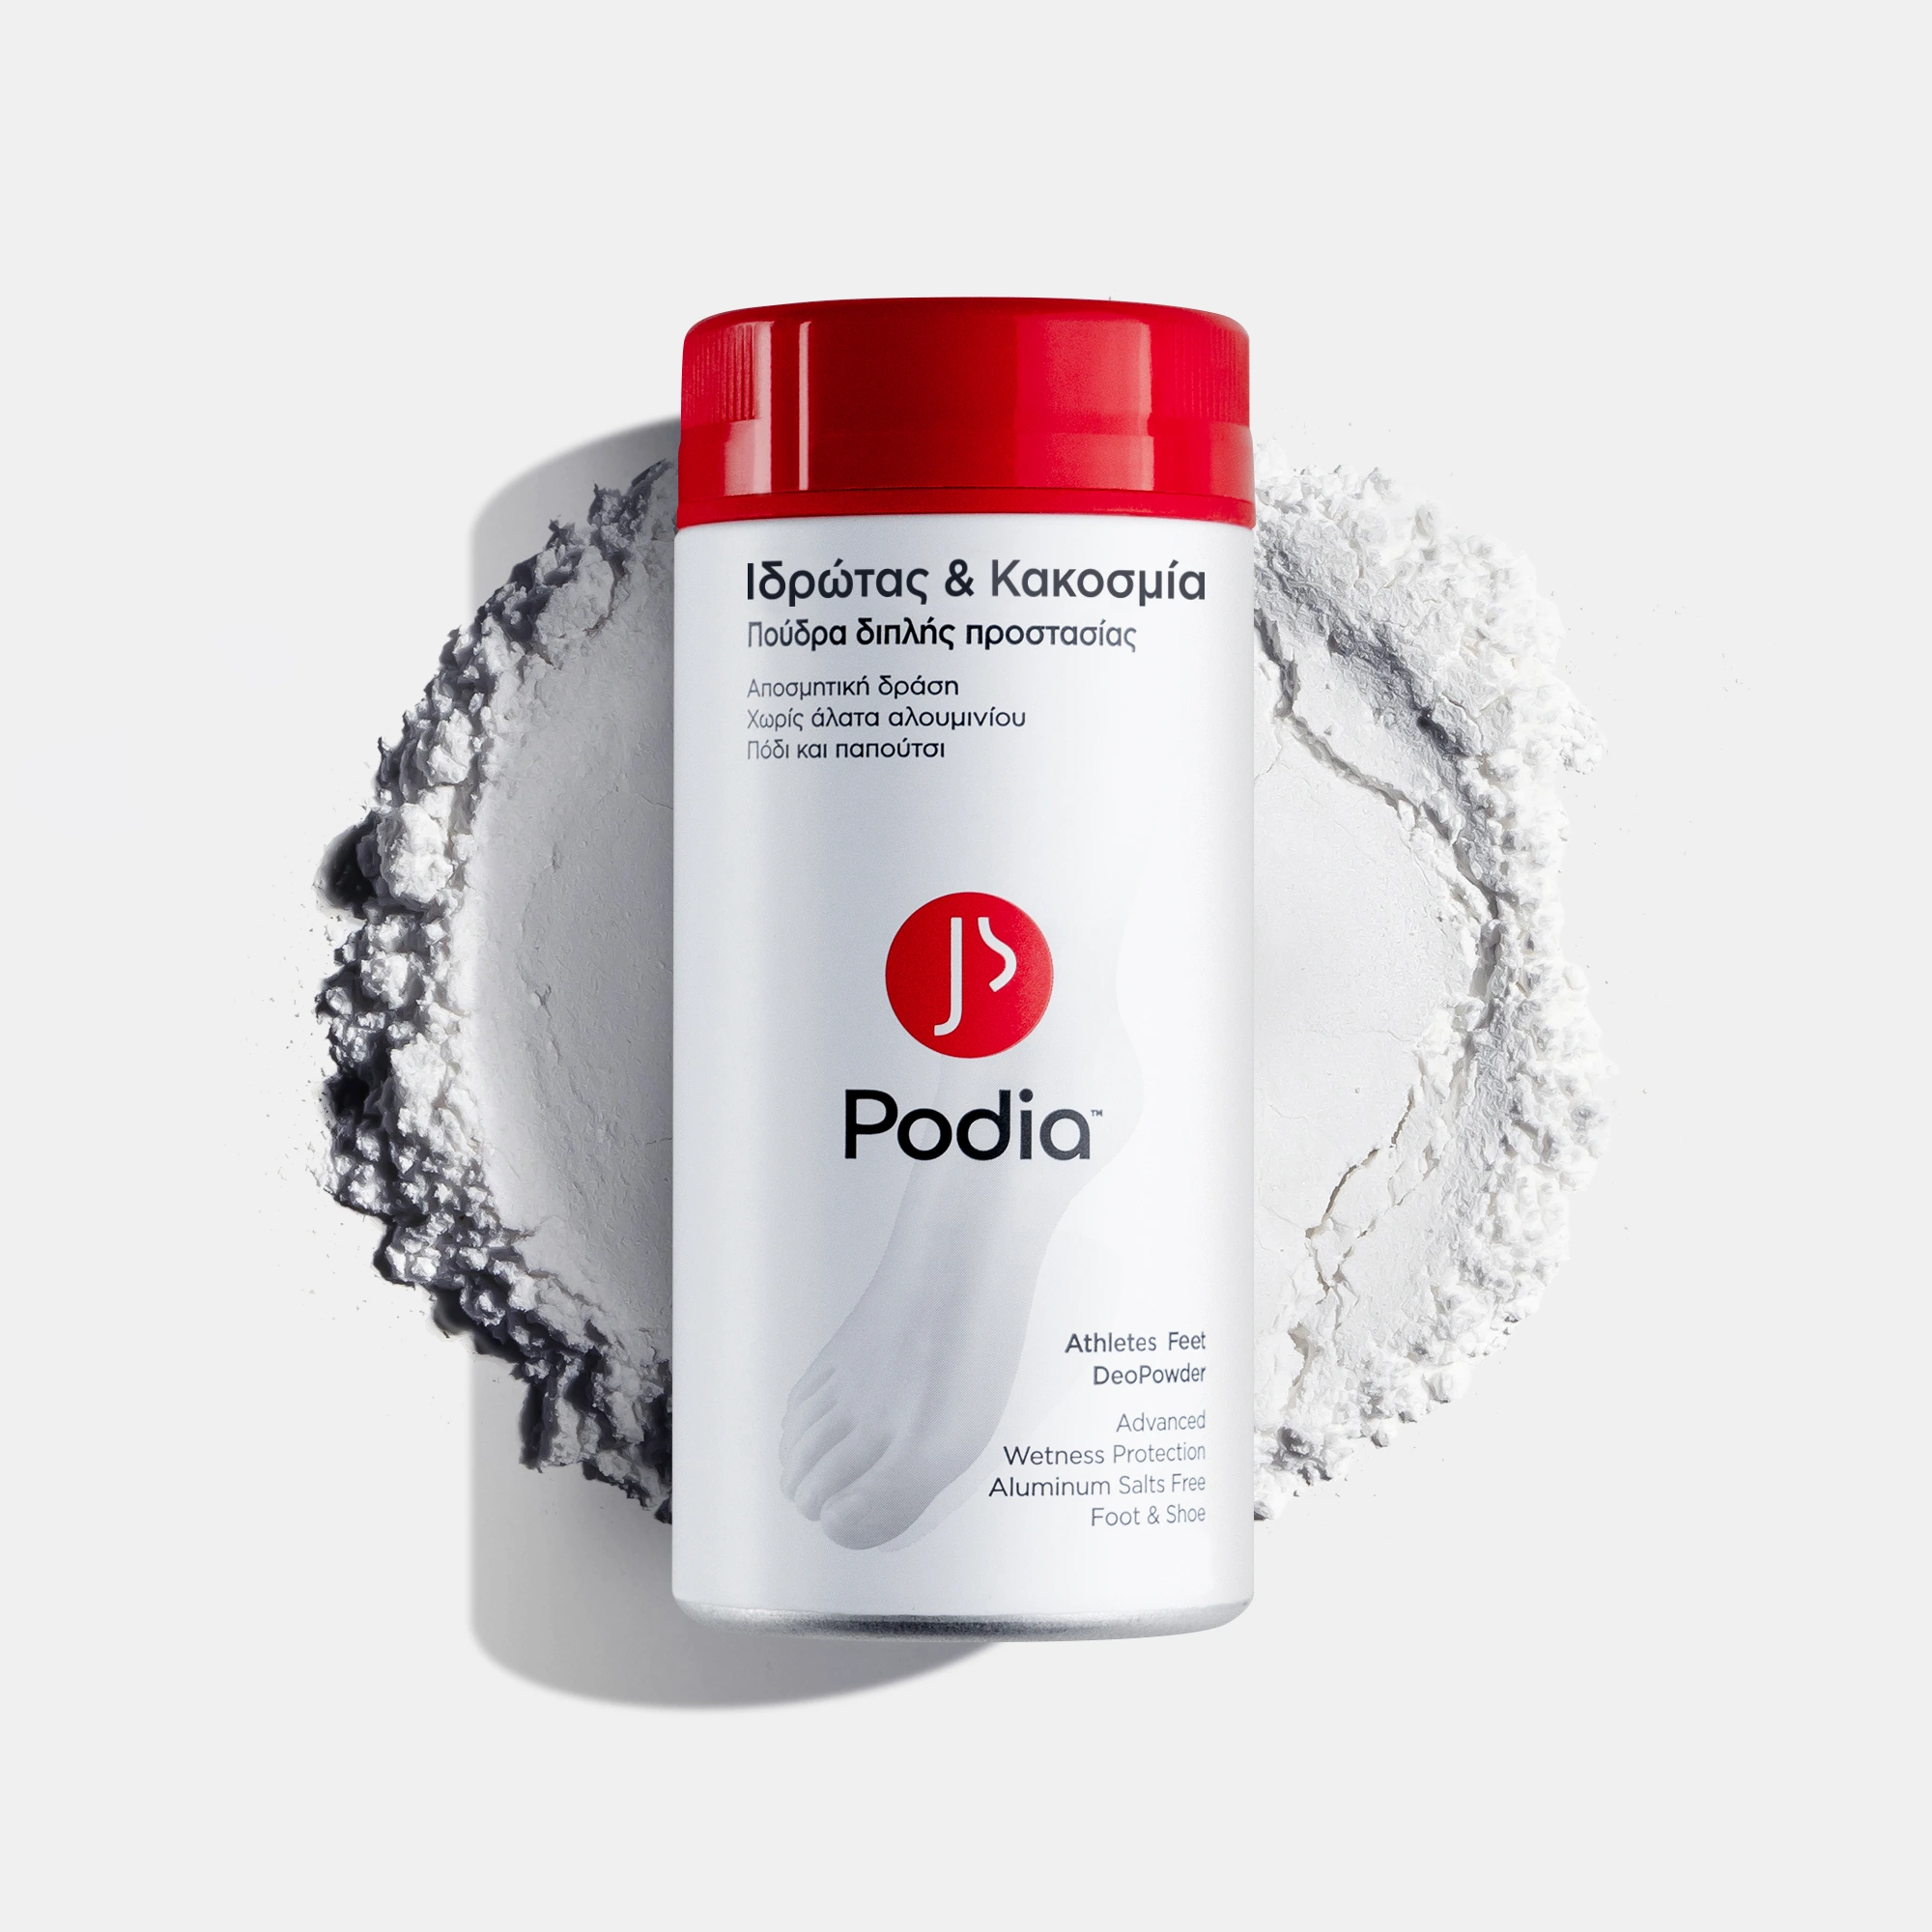 Ιδρώτας & Κακοσμία
Πούδρα διπλής προστασίας
Αποσμητική δράση
Χωρίς άλατα αλουμινίου
Πόδι και παπούτσι
Podia™
Athletes Feet
DeoPowder
Advanced
Wetness Protection
Aluminum Salts Free
Foot & Shoe